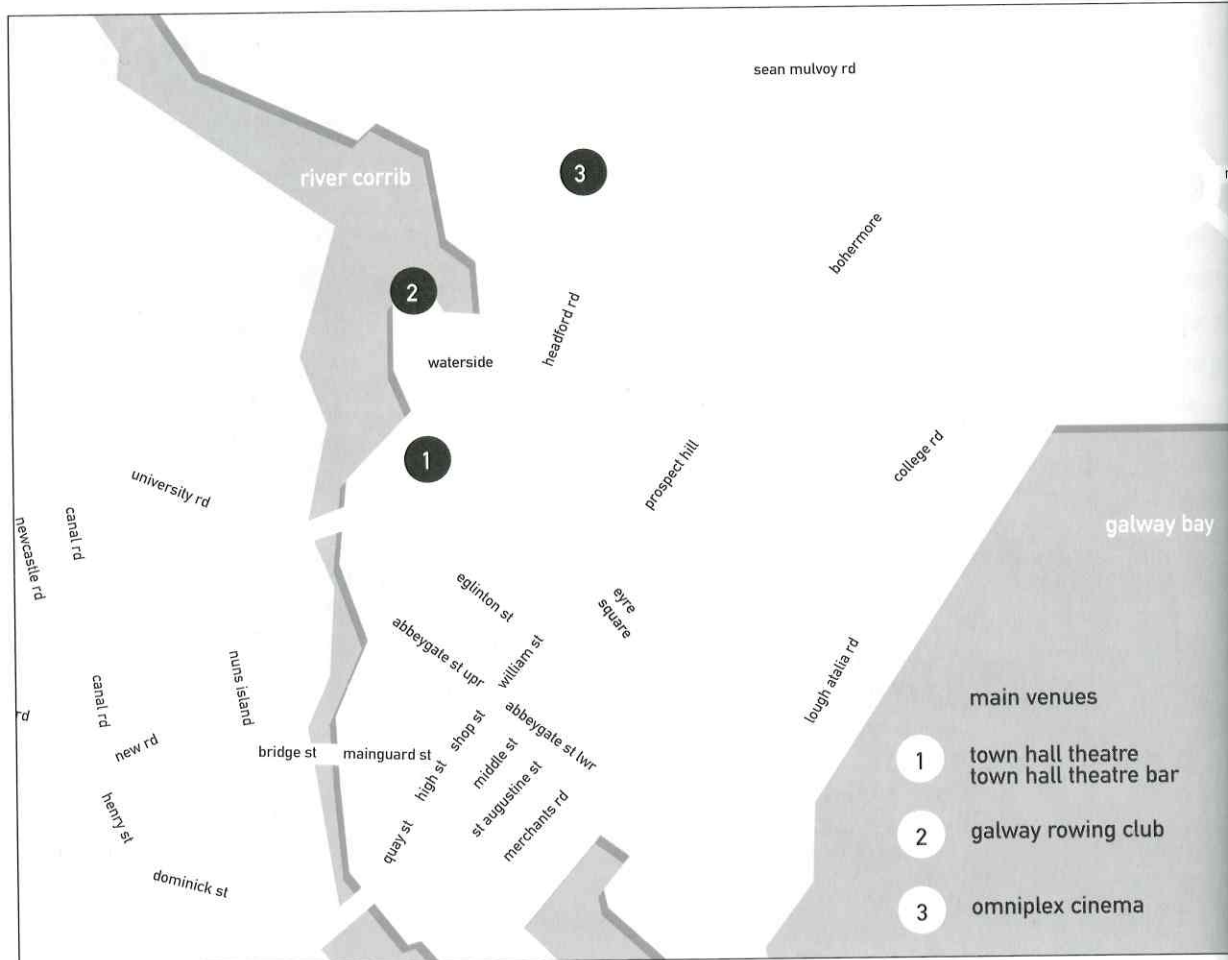 sean mulvoy rd
3
river corrib
bohermore
2
headford rd
waterside
1
college rd
prospect hill
university rd
canal rd
newcastle rd
galway bay
eglinton st
eyre
square
abbeygate st upr
william st
nuns island
lough atalia rd
canal rd
rd
new rd
bridge st
mainguard st
shop st
abbeygate st lwr
high st
middle st
st augustine st
merchants rd
quay st
henry st
dominick st
main venues
1 town hall theatre
town hall theatre bar
2 galway rowing club
3 omniplex cinema